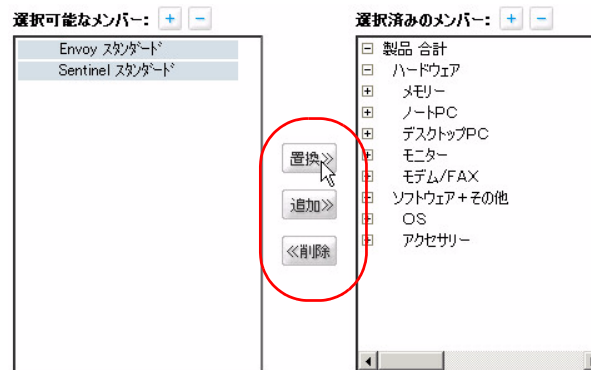 選択可能なメンバー: + −
Envoy スタンダード
Sentinel スタンダード
置換≫
追加≫
≪削除
選択済みのメンバー: + −
製品 合計
ハードウェア
メモリー
ノートPC
デスクトップPC
モニター
モデム/FAX
ソフトウェア+その他
OS
アクセサリー